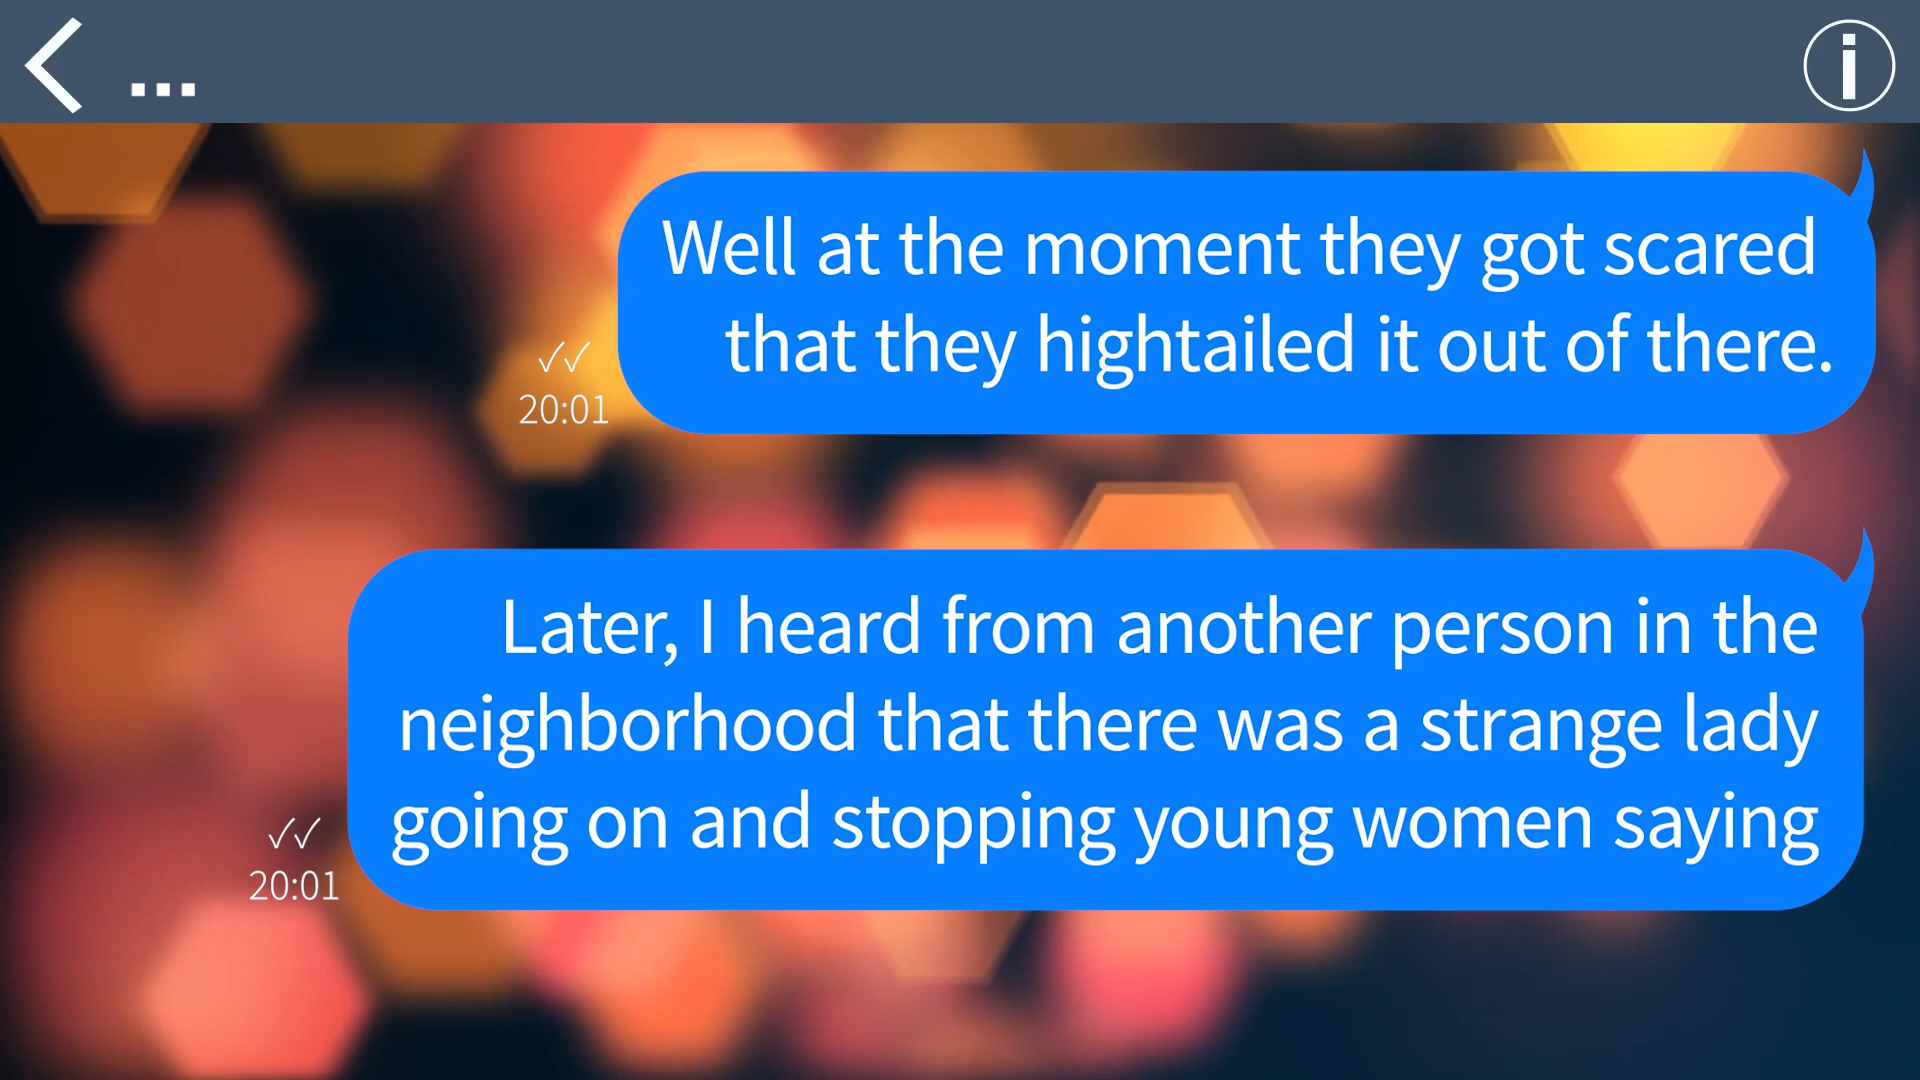 ...
Well at the moment they got scared
that they hightailed it out of there.
✓✓
20:01
Later, I heard from another person in the
neighborhood that there was a strange lady
going on and stopping young women saying
✓✓
20:01